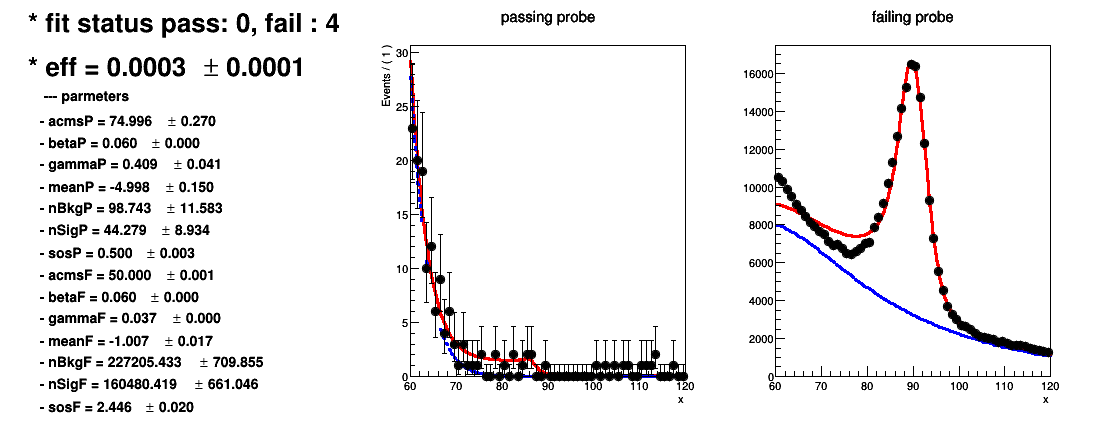 * fit status pass: 0, fail : 4
* eff = 0.0003 ± 0.0001
--- parmeters
- acmsP = 74.996 ± 0.270
- betaP = 0.060 ± 0.000
- gammaP = 0.409 ± 0.041
- meanP = -4.998 ± 0.150
- nBkgP = 98.743 ± 11.583
- nSigP = 44.279 ± 8.934
- sosP = 0.500 ± 0.003
- acmsF = 50.000 ± 0.001
- betaF = 0.060 ± 0.000
- gammaF = 0.037 ± 0.000
- meanF = -1.007 ± 0.017
- nBkgF = 227205.433 ± 709.855
- nSigF = 160480.419 ± 661.046
- sosF = 2.446 ± 0.020
passing probe
Events / ( 1 )
30
25
20
15
10
5
0
60 70 80 90 100 110 120
x
failing probe
16000
14000
12000
10000
8000
6000
4000
2000
0
60 70 80 90 100 110 120
x